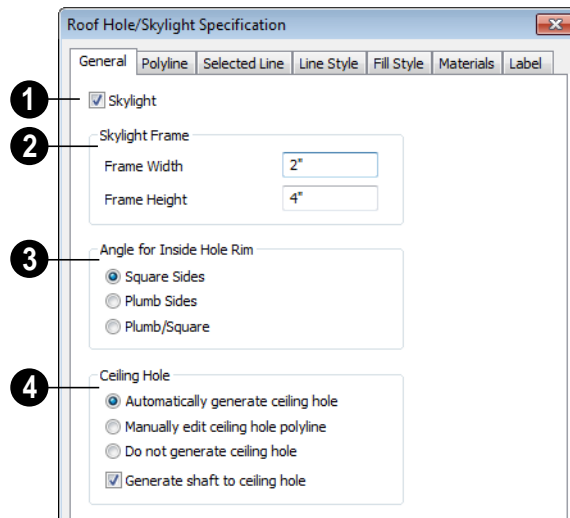 Roof Hole/Skylight Specification
General Polyline Selected Line Line Style Fill Style Materials Label
1 Skylight
2 Skylight Frame
Frame Width 2"
Frame Height 4"
3 Angle for Inside Hole Rim
Square Sides
Plumb Sides
Plumb/Square
4 Ceiling Hole
Automatically generate ceiling hole
Manually edit ceiling hole polyline
Do not generate ceiling hole
Generate shaft to ceiling hole